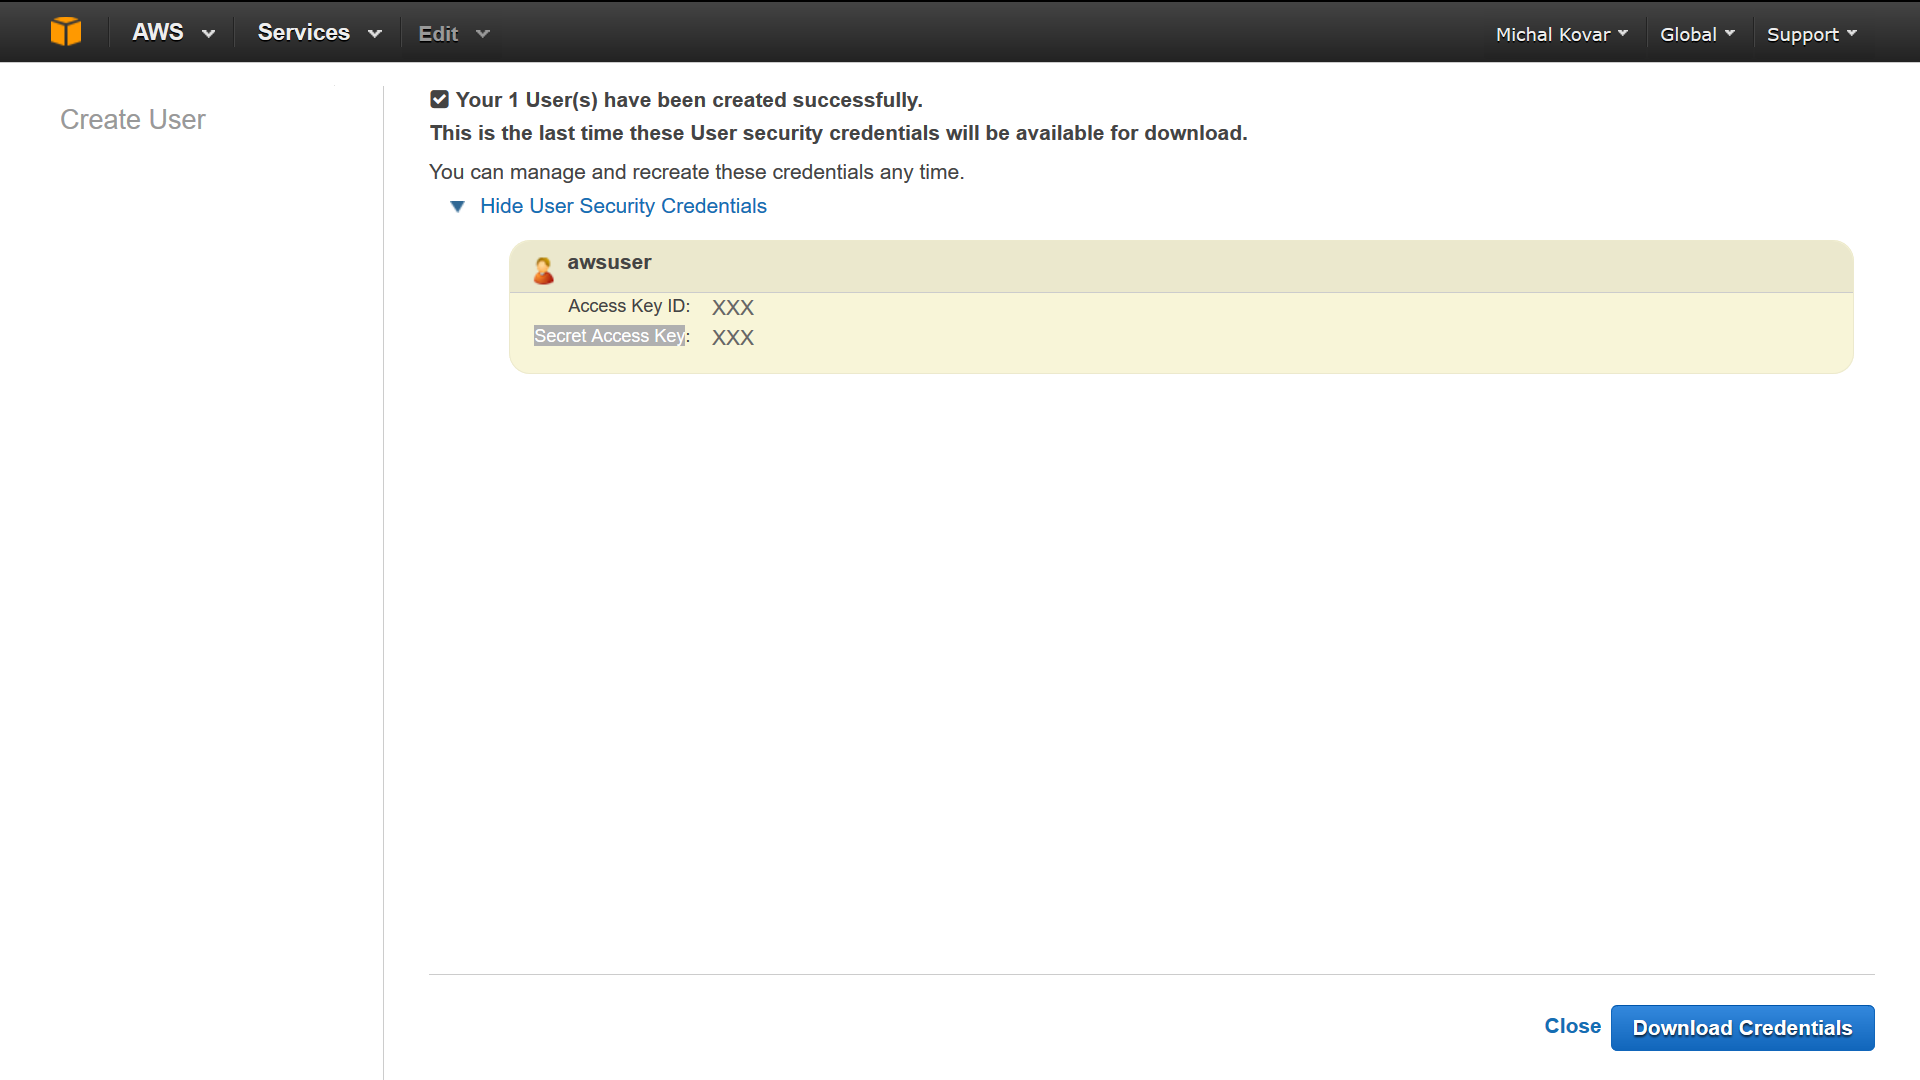 AWS Services Edit Michal Kovar Global Support
Create User
Your 1 User(s) have been created successfully.
This is the last time these User security credentials will be available for download.
You can manage and recreate these credentials any time.
Hide User Security Credentials
awsuser
Access Key ID: XXX
Secret Access Key: XXX
Close Download Credentials